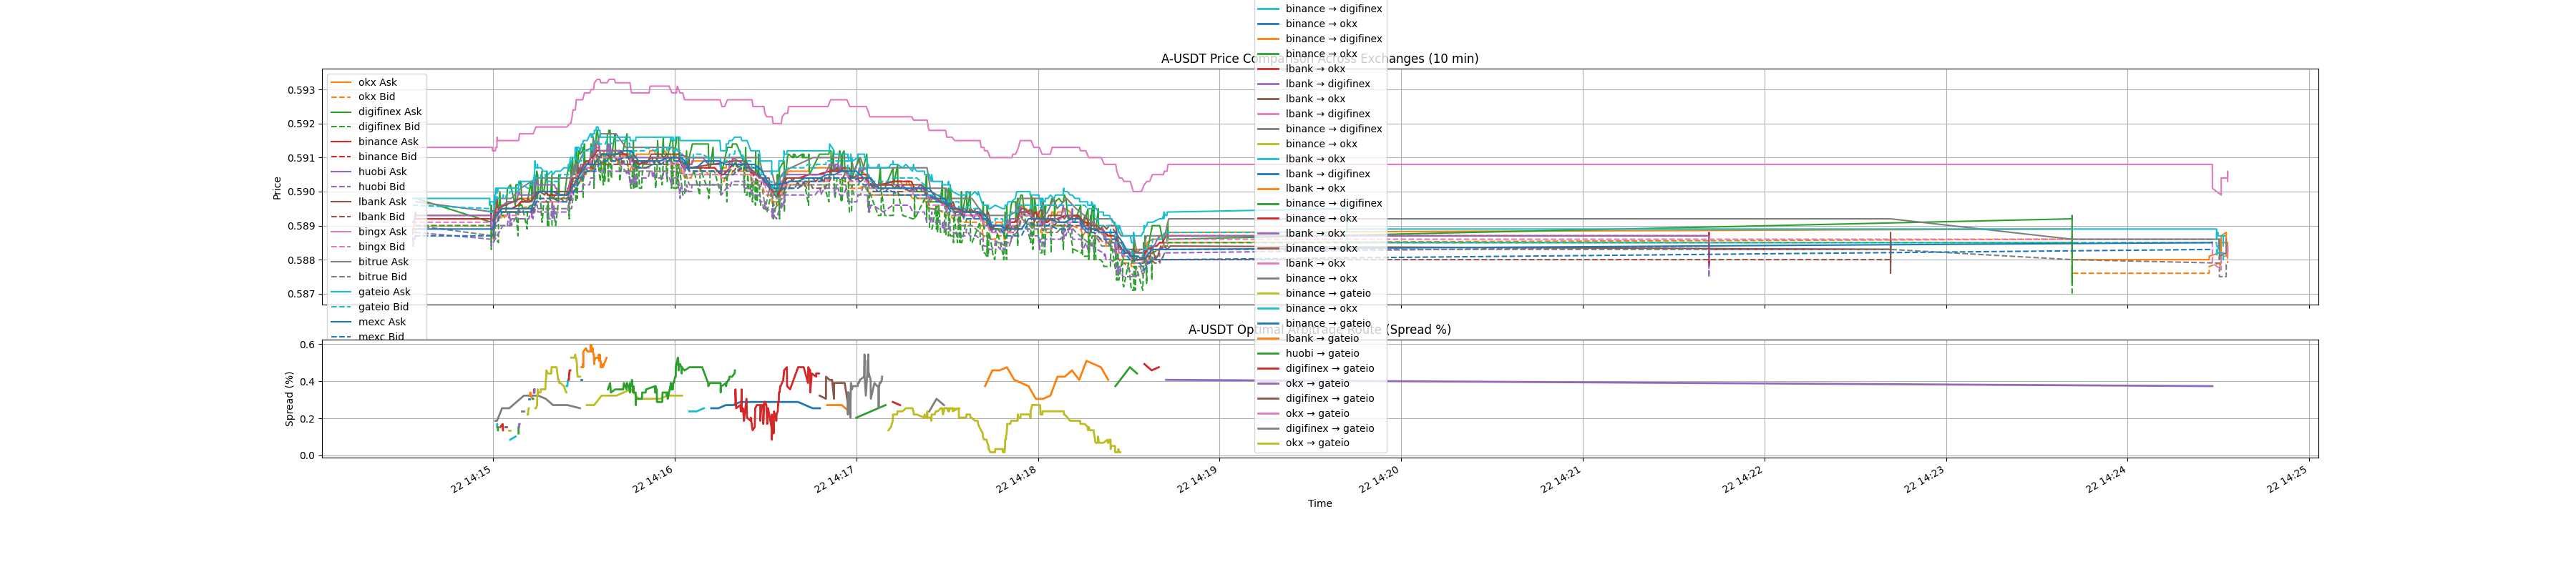 A-USDT Price Comparison Across Exchanges (10 min)
Price
0.593
0.592
0.591
0.590
0.589
0.588
0.587
okx Ask
okx Bid
digifinex Ask
digifinex Bid
binance Ask
binance Bid
huobi Ask
huobi Bid
lbank Ask
lbank Bid
bingx Ask
bingx Bid
bitrue Ask
bitrue Bid
gateio Ask
gateio Bid
mexc Ask
mexc Bid
A-USDT Optimal Arbitrage Route (Spread %)
Spread (%)
0.6
0.4
0.2
0.0
binance → digifinex
binance → okx
binance → digifinex
binance → okx
lbank → okx
lbank → digifinex
lbank → okx
lbank → digifinex
binance → digifinex
binance → okx
lbank → okx
lbank → digifinex
lbank → okx
binance → digifinex
binance → okx
lbank → okx
binance → okx
lbank → okx
binance → okx
binance → gateio
binance → okx
binance → gateio
lbank → gateio
huobi → gateio
digifinex → gateio
okx → gateio
digifinex → gateio
okx → gateio
digifinex → gateio
okx → gateio
22 14:15
22 14:16
22 14:17
22 14:18
22 14:19
22 14:20
22 14:21
22 14:22
22 14:23
22 14:24
22 14:25
Time